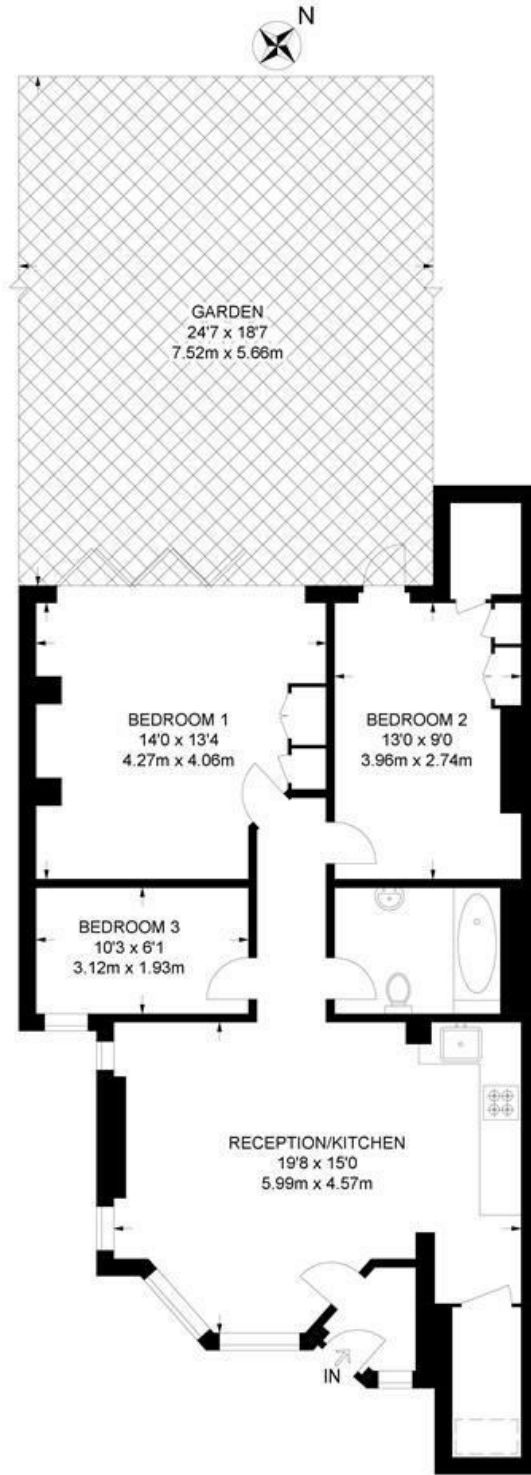 N
GARDEN
24'7 x 18'7
7.52m x 5.66m
BEDROOM 1
14'0 x 13'4
4.27m x 4.06m
BEDROOM 2
13'0 x 9'0
3.96m x 2.74m
BEDROOM 3
10'3 x 6'1
3.12m x 1.93m
RECEPTION/KITCHEN
19'8 x 15'0
5.99m x 4.57m
IN